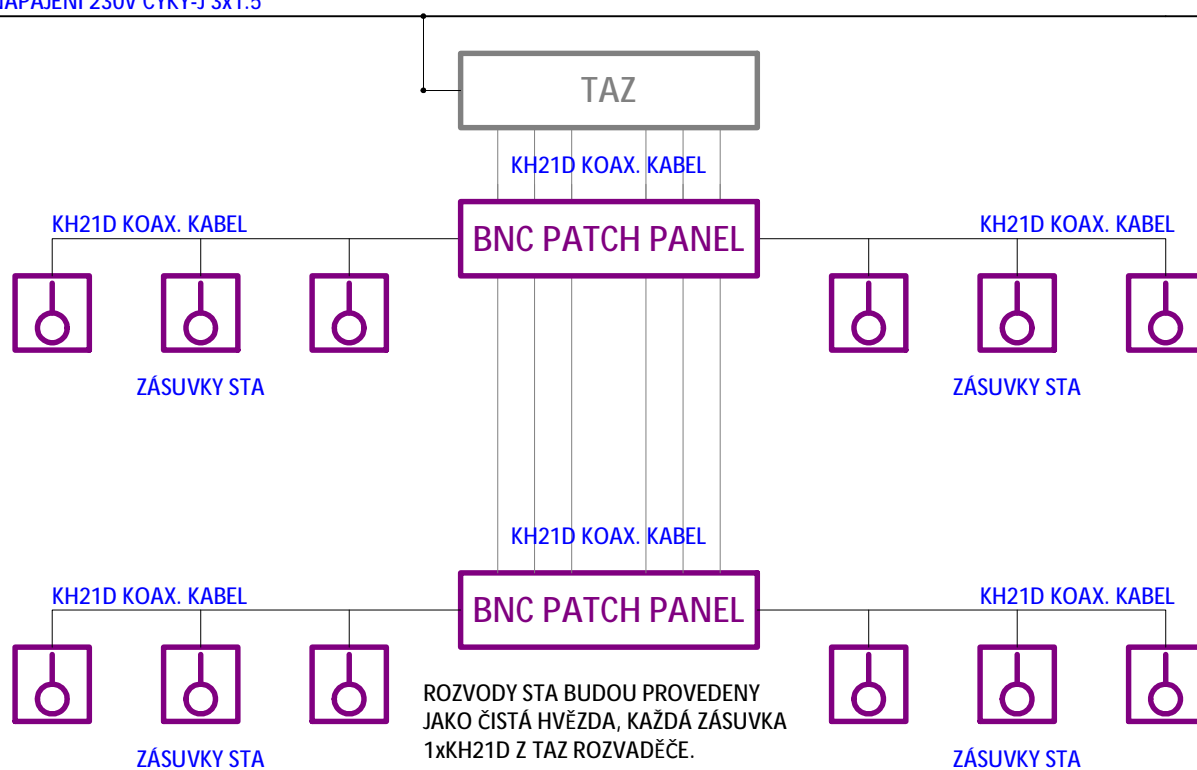 NAPÁJENÍ 230V CYKY-J 3x1.5
TAZ
KH21D KOAX. KABEL
KH21D KOAX. KABEL
BNC PATCH PANEL
KH21D KOAX. KABEL
ZÁSUVKY STA
ZÁSUVKY STA
KH21D KOAX. KABEL
KH21D KOAX. KABEL
BNC PATCH PANEL
KH21D KOAX. KABEL
ROZVODY STA BUDOU PROVEDENY
JAKO ČISTÁ HVĚZDA, KAŽDÁ ZÁSUVKA
1xKH21D Z TAZ ROZVADĚČE.
ZÁSUVKY STA
ZÁSUVKY STA